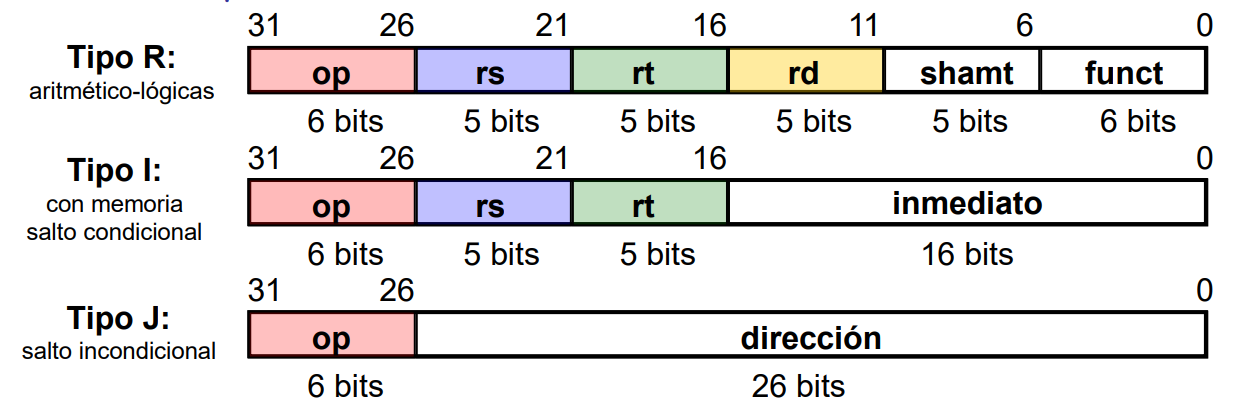 31 26 21 16 11 6 0
Tipo R:
aritmético-lógicas
op rs rt rd shamt funct
6 bits 5 bits 5 bits 5 bits 5 bits 6 bits
31 26 21 16 0
Tipo I:
con memoria
salto condicional
op rs rt inmediato
6 bits 5 bits 5 bits 16 bits
31 26 0
Tipo J:
salto incondicional
op dirección
6 bits 26 bits